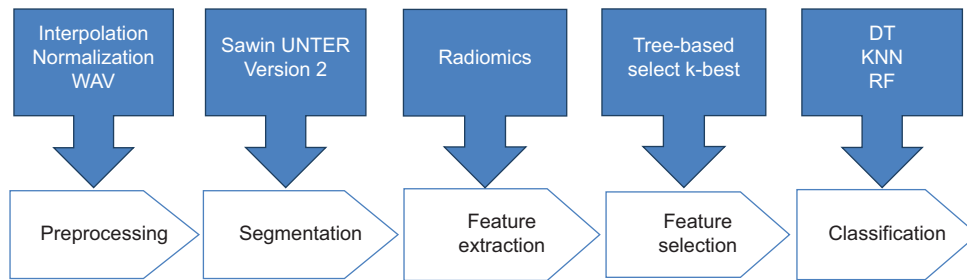 Interpolation
Normalization
WAV
Sawin UNTER
Version 2
Radiomics
Tree-based
select k-best
DT
KNN
RF
Preprocessing
Segmentation
Feature
extraction
Feature
selection
Classification